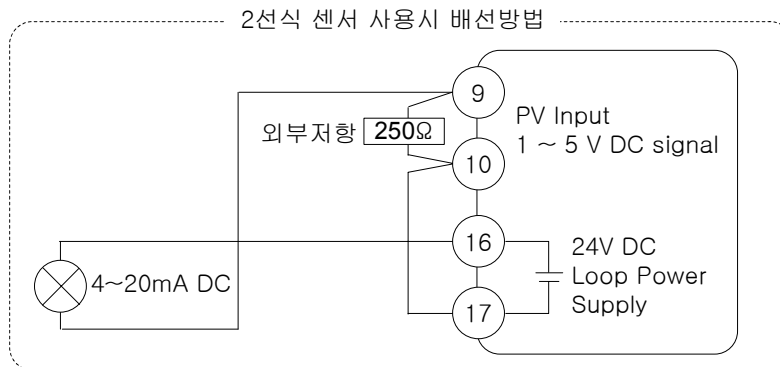 2선식 센서 사용시 배선방법
9
외부저항 250Ω
PV Input
1 ~ 5 V DC signal
10
16
4~20mA DC
24V DC
Loop Power
Supply
17